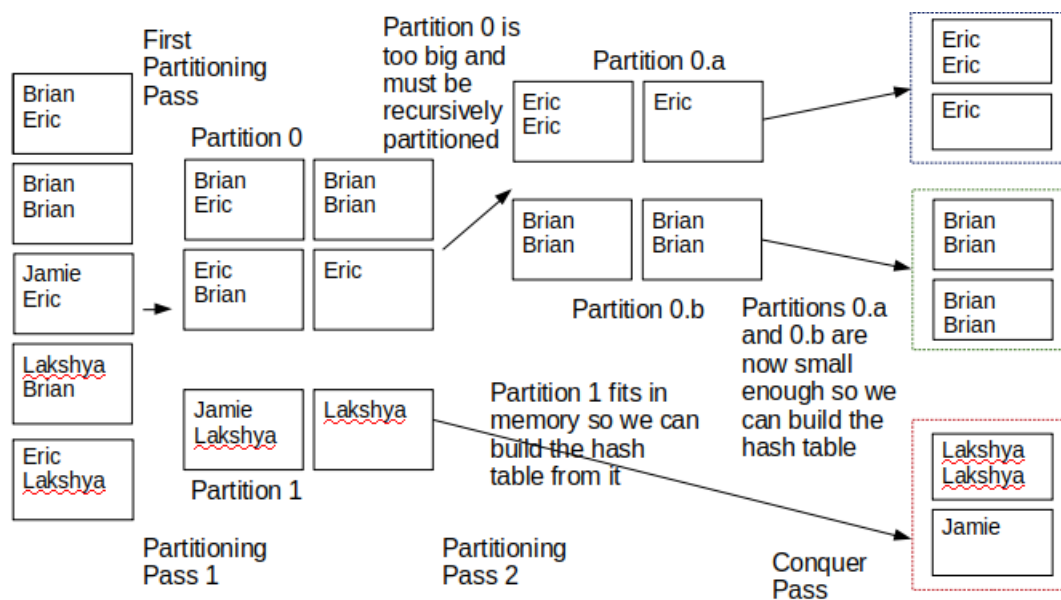 First
Partitioning
Pass
Brian
Eric
Brian
Brian
Jamie
Eric
Lakshya
Brian
Eric
Lakshya
Partition 0
Brian
Eric
Brian
Brian
Eric
Brian
Eric
Jamie
Lakshya
Lakshya
Partition 1
Partitioning
Pass 1
Partition 0 is
too big and
must be
recursively
partitioned
Partition 0.a
Eric
Eric
Eric
Brian
Brian
Brian
Brian
Partition 0.b
Partition 1 fits in
memory so we can
build the hash
table from it
Partitioning
Pass 2
Partitions 0.a
and 0.b are
now small
enough so we
can build the
hash table
Eric
Eric
Eric
Brian
Brian
Brian
Brian
Lakshya
Lakshya
Jamie
Conquer
Pass